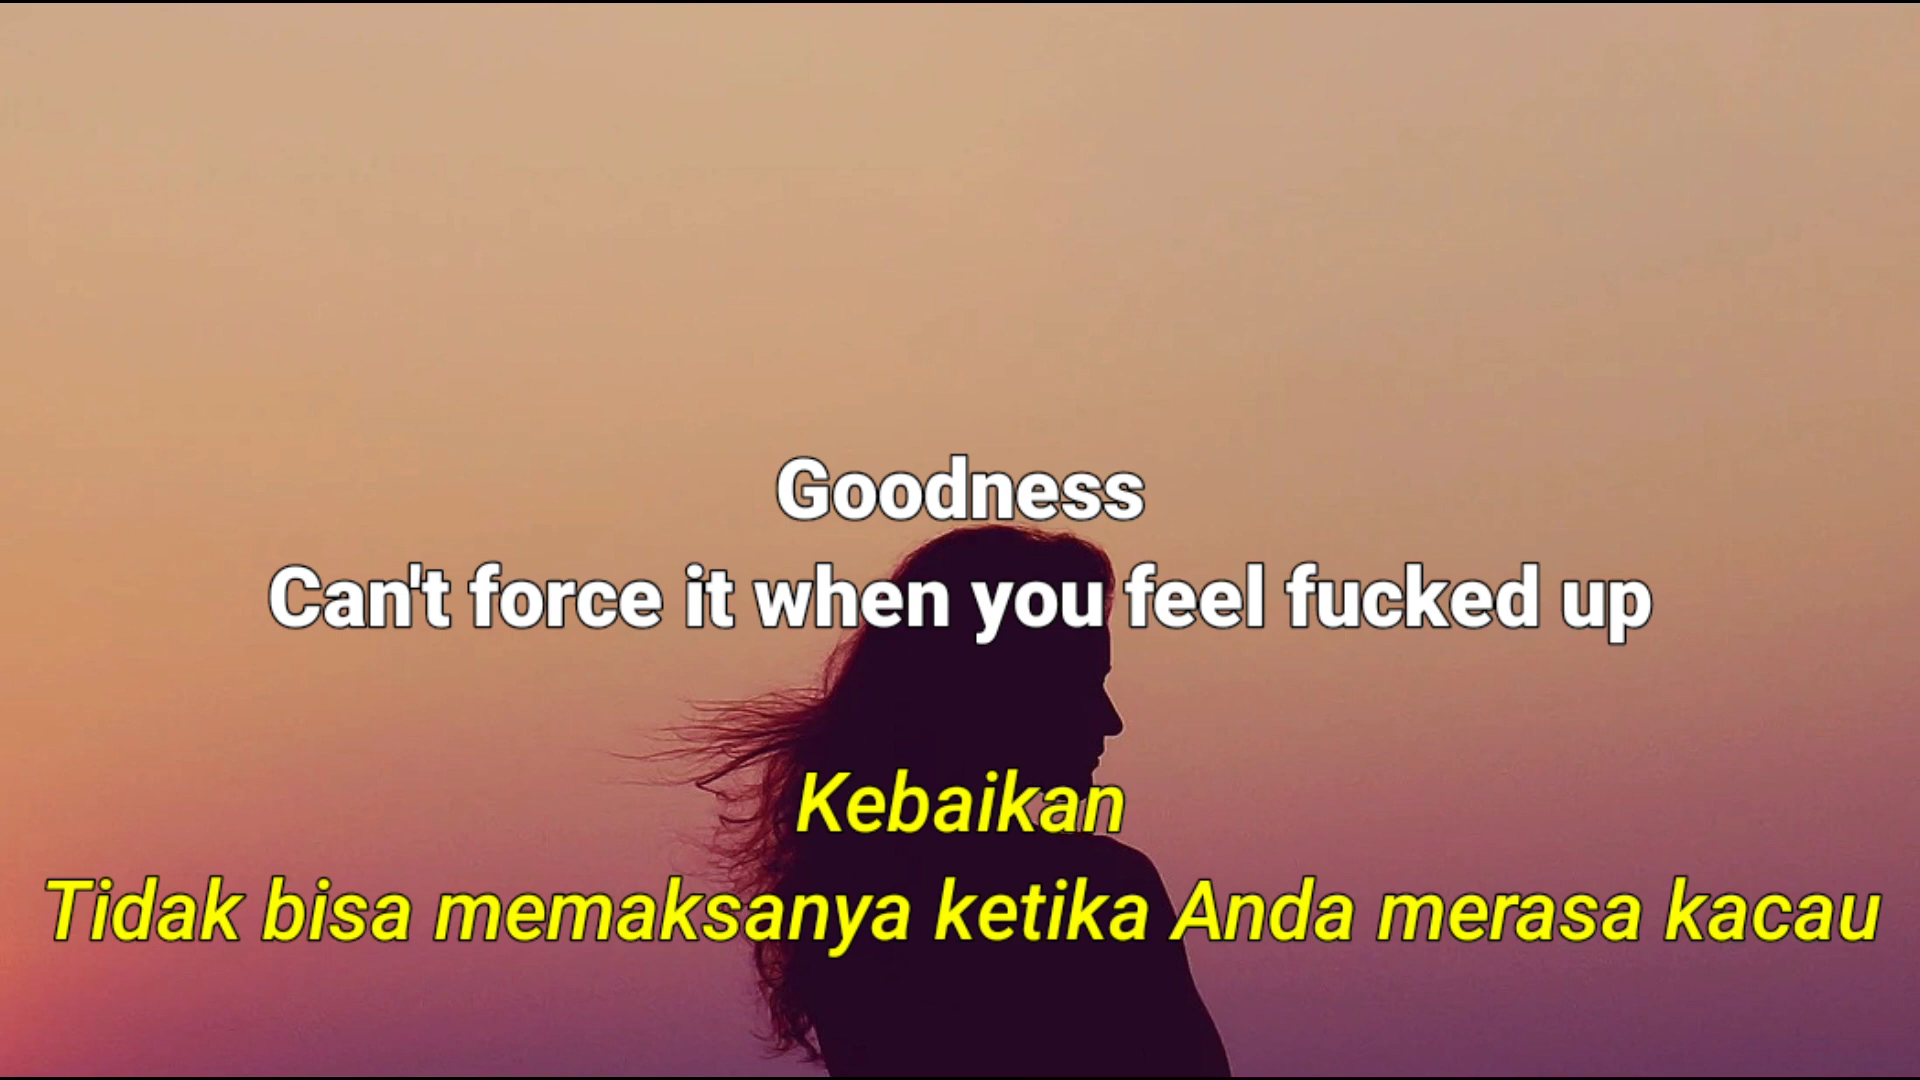 Goodness
Can't force it when you feel fucked up
Kebaikan
Tidak bisa memaksanya ketika Anda merasa kacau